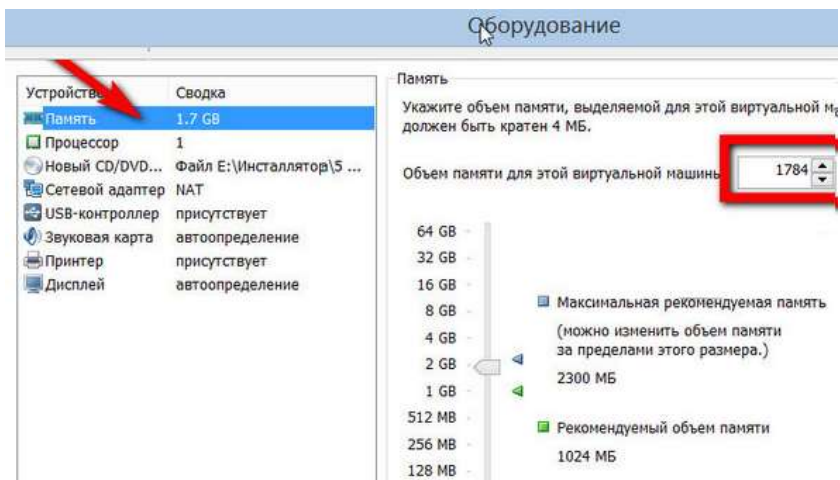 Оборудование
Устройство Сводка
Память 1.7 GB
Процессор 1
Новый CD/DVD... Файл E:\Инсталлятор\5 ...
Сетевой адаптер NAT
USB-контроллер присутствует
Звуковая карта автоопределение
Принтер присутствует
Дисплей автоопределение
Память
Укажите объем памяти, выделяемой для этой виртуальной
должен быть кратен 4 МБ.
Объем памяти для этой виртуальной машины 1784
64 GB
32 GB
16 GB
8 GB
4 GB
2 GB
1 GB
512 MB
256 MB
128 MB
Максимальная рекомендуемая память
(можно изменить объем памяти
за пределами этого размера.)
2300 МБ
Рекомендуемый объем памяти
1024 МБ